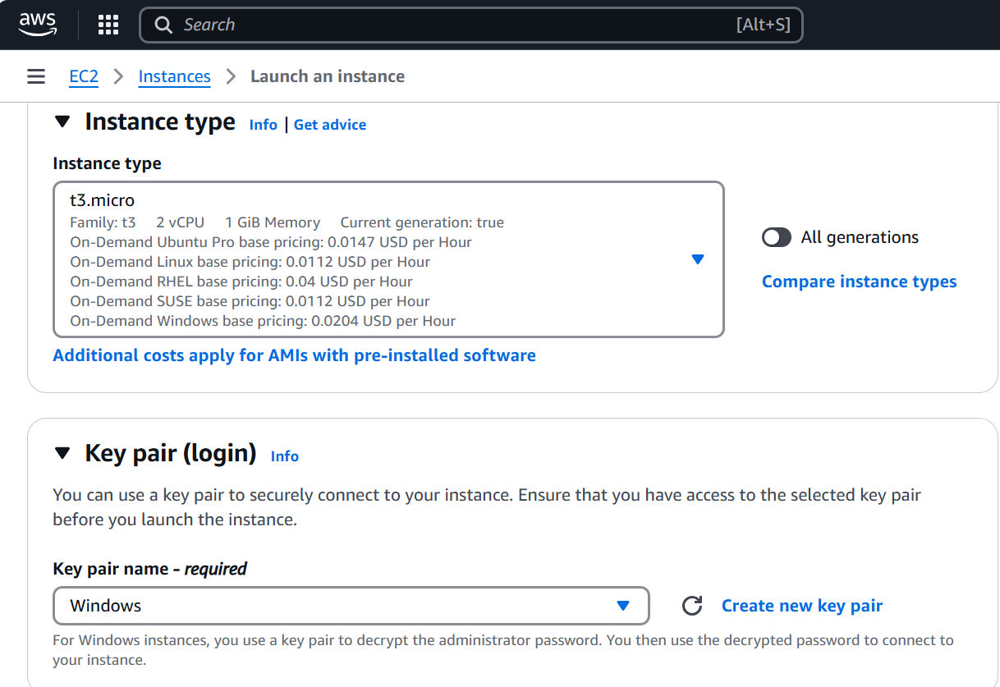 aws
Search [Alt+S]
EC2 > Instances > Launch an instance
Instance type Info | Get advice
Instance type
t3.micro
Family: t3 2 vCPU 1 GiB Memory Current generation: true
On-Demand Ubuntu Pro base pricing: 0.0147 USD per Hour
On-Demand Linux base pricing: 0.0112 USD per Hour
On-Demand RHEL base pricing: 0.04 USD per Hour
On-Demand SUSE base pricing: 0.0112 USD per Hour
On-Demand Windows base pricing: 0.0204 USD per Hour
All generations
Compare instance types
Additional costs apply for AMIs with pre-installed software
Key pair (login) Info
You can use a key pair to securely connect to your instance. Ensure that you have access to the selected key pair
before you launch the instance.
Key pair name - required
Windows
Create new key pair
For Windows instances, you use a key pair to decrypt the administrator password. You then use the decrypted password to connect to
your instance.